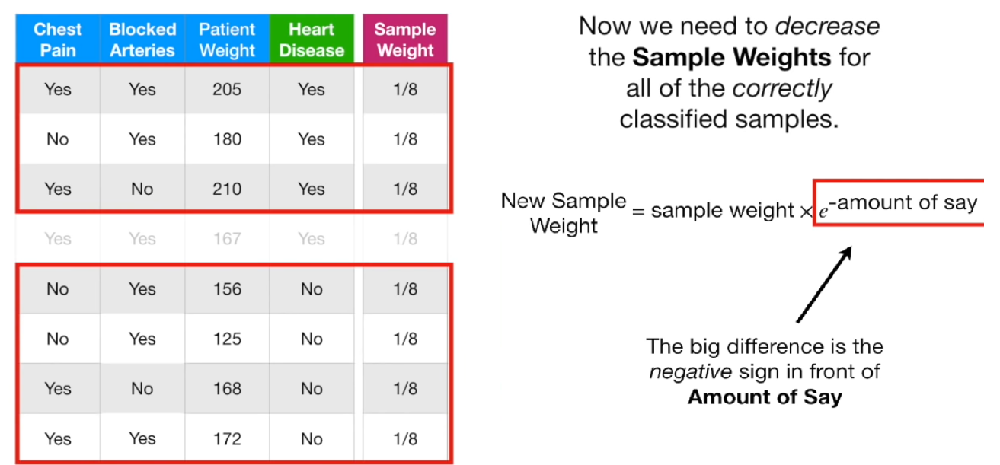 Chest Pain Blocked Arteries Patient Weight Heart Disease Sample Weight
Yes Yes 205 Yes 1/8
No Yes 180 Yes 1/8
Yes No 210 Yes 1/8
Yes Yes 167 Yes 1/8
No Yes 156 No 1/8
No Yes 125 No 1/8
Yes No 168 No 1/8
Yes Yes 172 No 1/8
Now we need to decrease
the Sample Weights for
all of the correctly
classified samples.
New Sample Weight = sample weight × e^-amount of say
The big difference is the
negative sign in front of
Amount of Say